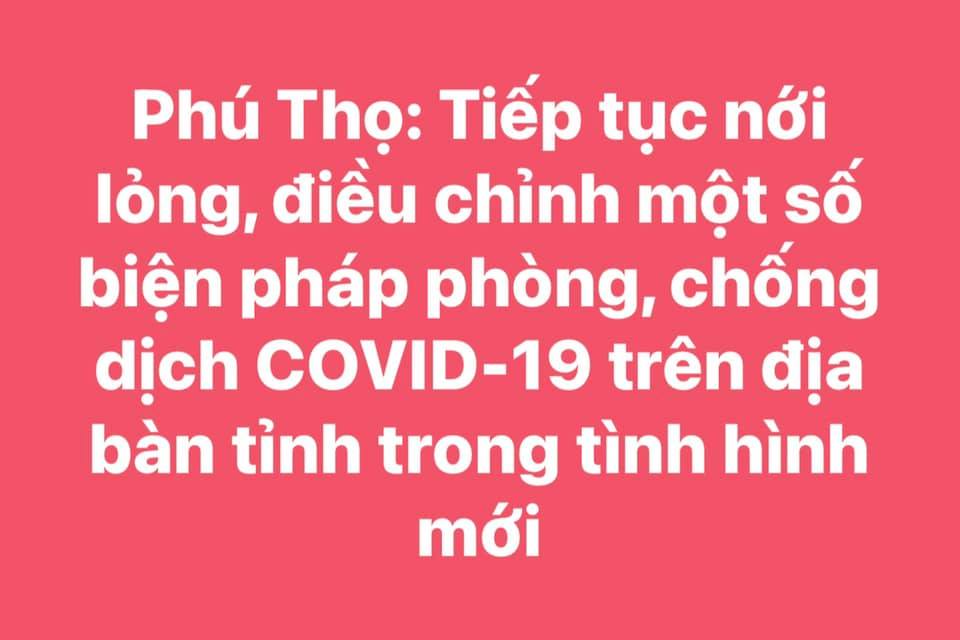 Phú Thọ: Tiếp tục nới
lỏng, điều chỉnh một số
biện pháp phòng, chống
dịch COVID-19 trên địa
bàn tỉnh trong tình hình
mới